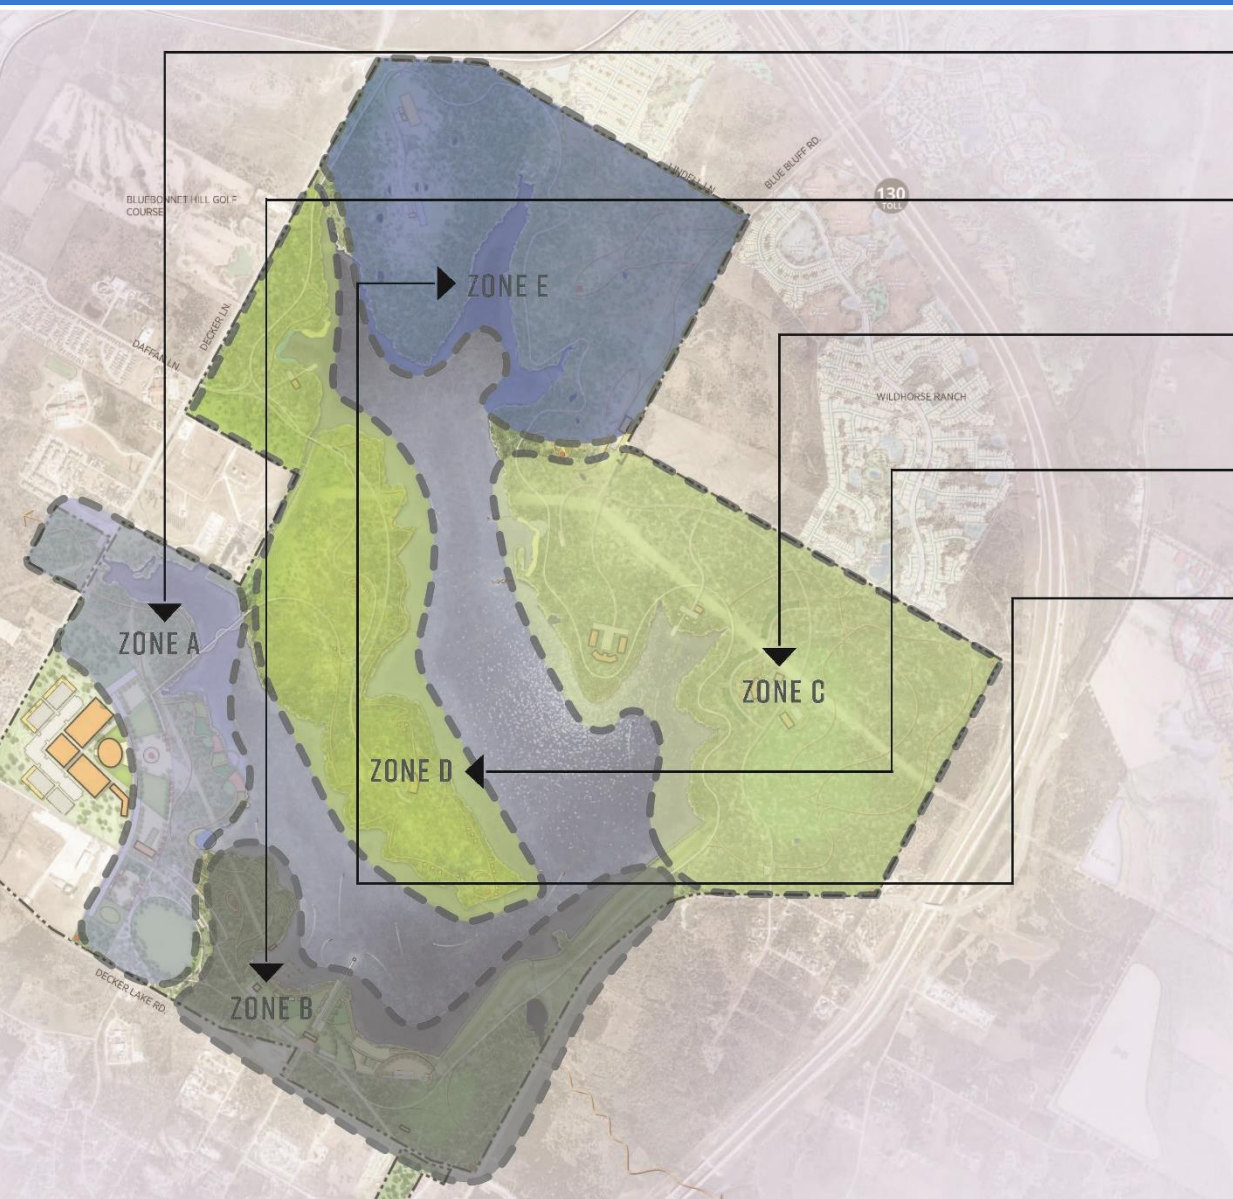 LINDELL LN.
BLUE BLUFF RD.
130
TOLL
BLUEBONNET HILL GOLF
COURSE
ZONE E
DECKER LN.
DAFFAN LN.
WILDHORSE RANCH
ZONE A
ZONE C
ZONE D
DECKER LAKE RD.
ZONE B